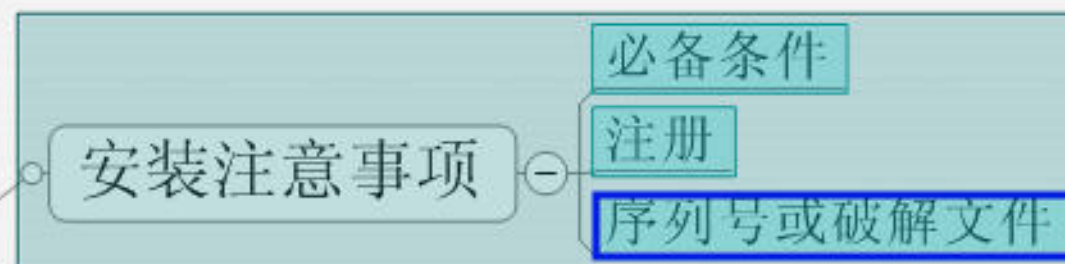 必备条件
安装注意事项
注册
序列号或破解文件